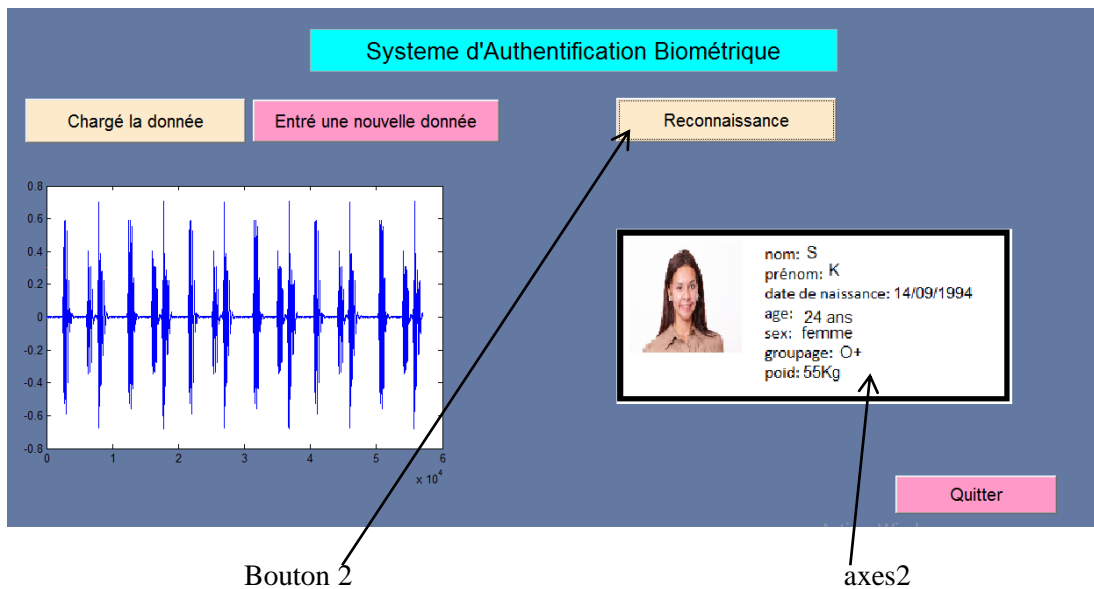 Systeme d'Authentification Biométrique
Chargé la donnée
Entré une nouvelle donnée
Reconnaissance
0.8
0.6
0.4
0.2
0
-0.2
-0.4
-0.6
-0.8
0 1 2 3 4 5 6
x 10^4
nom: S
prénom: K
date de naissance: 14/09/1994
age: 24 ans
sex: femme
groupage: O+
poid: 55Kg
Quitter
Bouton 2
axes2